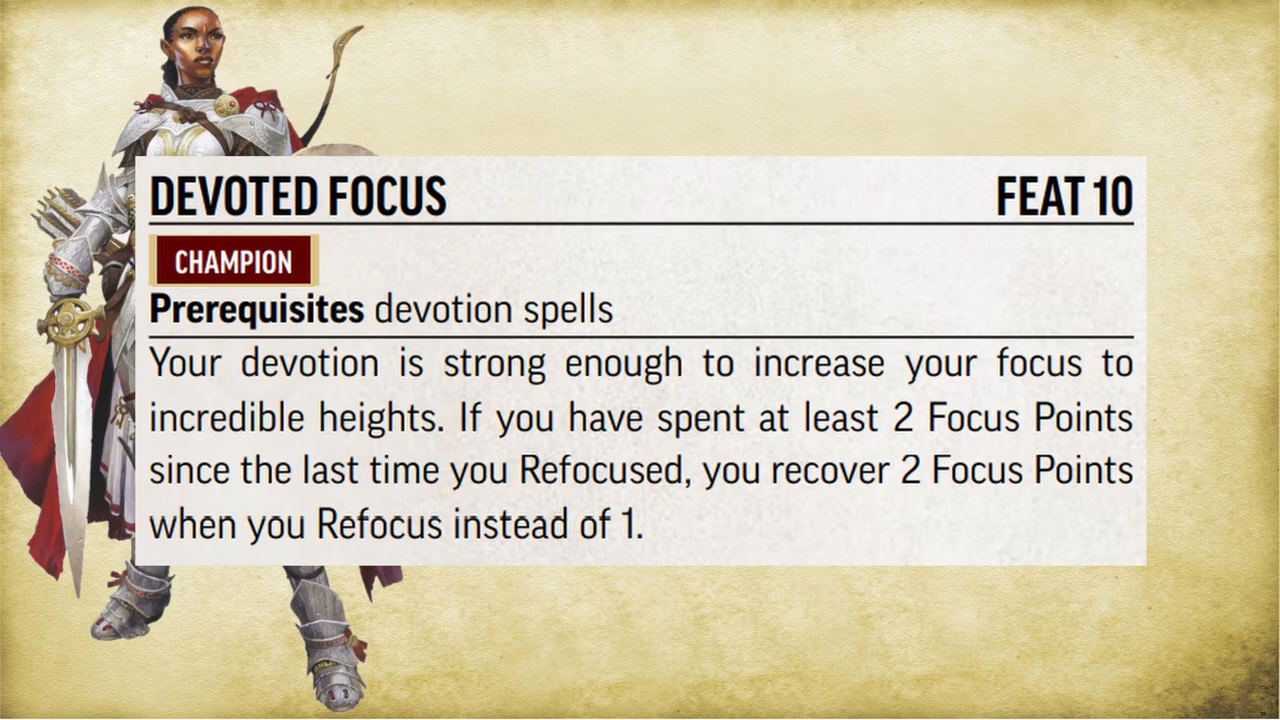 DEVOTED FOCUS FEAT 10
CHAMPION
Prerequisites devotion spells
Your devotion is strong enough to increase your focus to
incredible heights. If you have spent at least 2 Focus Points
since the last time you Refocused, you recover 2 Focus Points
when you Refocus instead of 1.